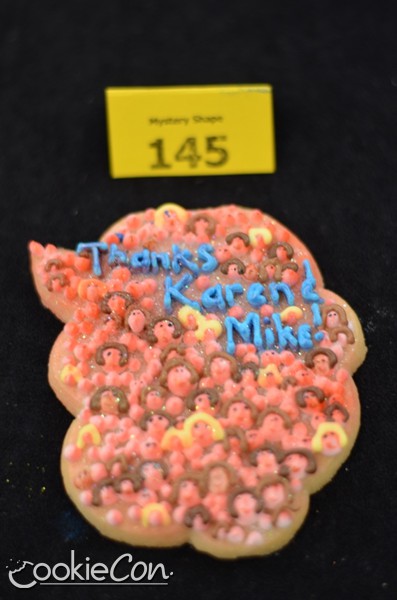 Mystery Shape
145
Thanks
Karen &
Mike!
CookieCon.